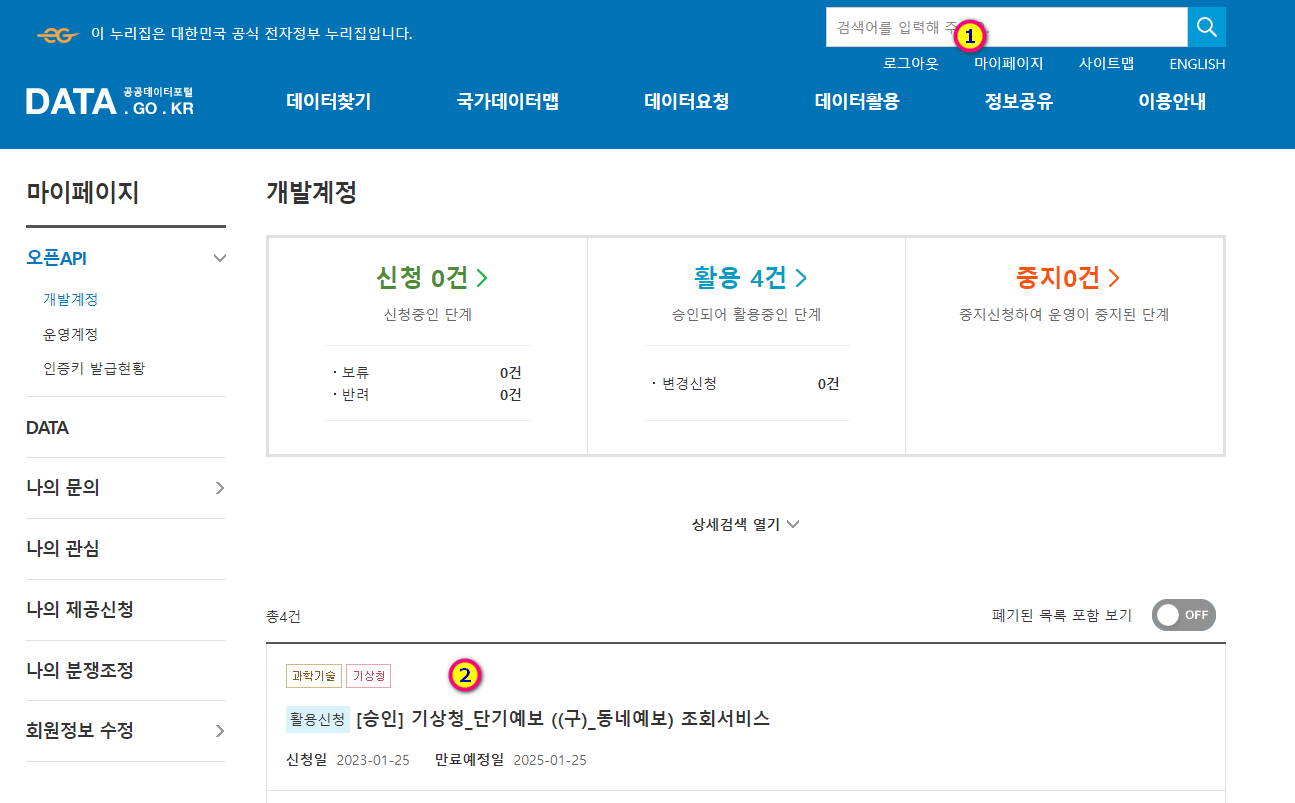 이 누리집은 대한민국 공식 전자정부 누리집입니다.
검색어를 입력해 주
1
로그아웃 마이페이지 사이트맵 ENGLISH
DATA 공공데이터포털 .GO.KR
데이터찾기 국가데이터맵 데이터요청 데이터활용 정보공유 이용안내
마이페이지
오픈API
개발계정
운영계정
인증키 발급현황
DATA
나의 문의
나의 관심
나의 제공신청
나의 분쟁조정
회원정보 수정
개발계정
신청 0건
신청중인 단계
· 보류 0건
· 반려 0건
활용 4건
승인되어 활용중인 단계
· 변경신청 0건
중지0건
중지신청하여 운영이 중지된 단계
상세검색 열기
총4건
폐기된 목록 포함 보기 OFF
과학기술 기상청
2
활용신청 [승인] 기상청_단기예보 ((구)_동네예보) 조회서비스
신청일 2023-01-25 만료예정일 2025-01-25